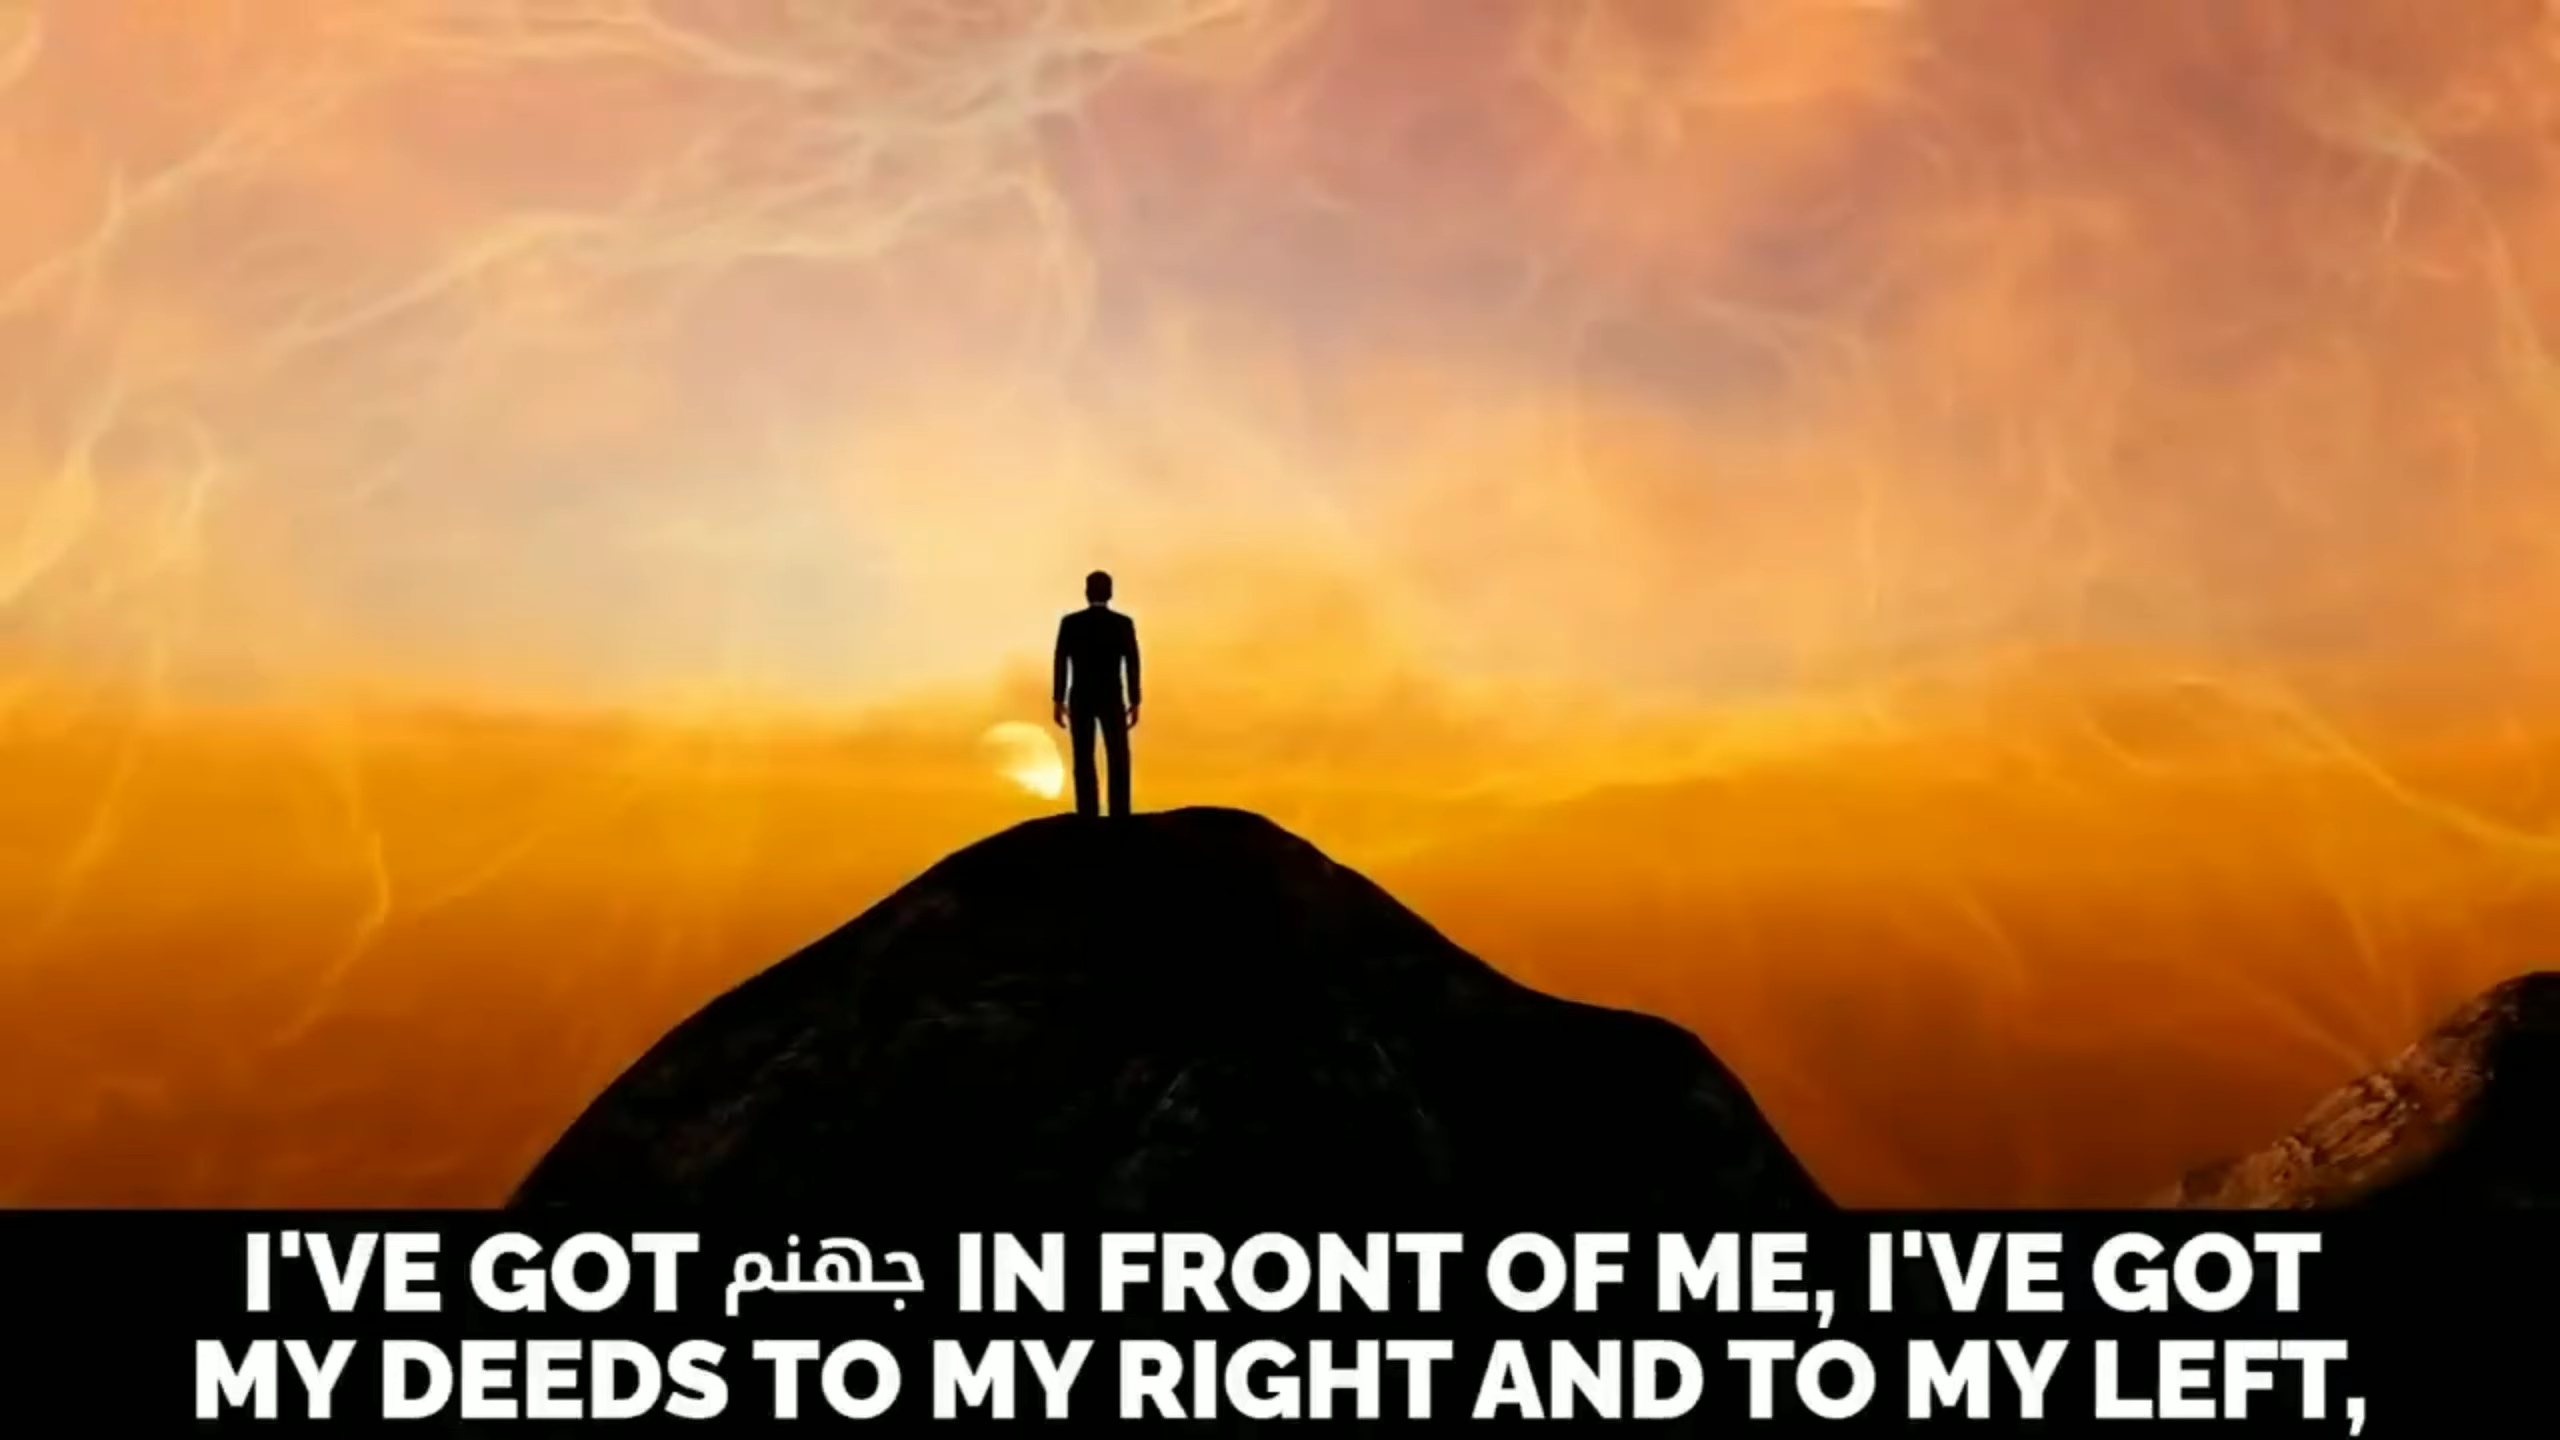 I'VE GOT جهنم IN FRONT OF ME, I'VE GOT
MY DEEDS TO MY RIGHT AND TO MY LEFT,